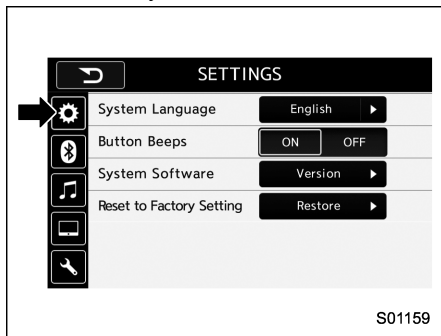 SETTINGS
System Language English
Button Beeps ON OFF
System Software Version
Reset to Factory Setting Restore
S01159